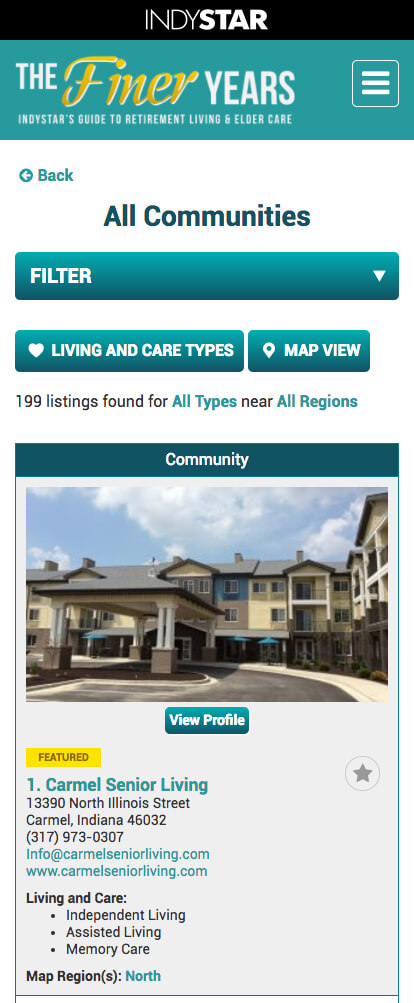 INDYSTAR
THE Finer YEARS
INDYSTAR'S GUIDE TO RETIREMENT LIVING & ELDER CARE
Back
All Communities
FILTER
LIVING AND CARE TYPES MAP VIEW
199 listings found for All Types near All Regions
Community
View Profile
FEATURED
1. Carmel Senior Living
13390 North Illinois Street
Carmel, Indiana 46032
(317) 973-0307
Info@carmelseniorliving.com
www.carmelseniorliving.com
Living and Care:
• Independent Living
• Assisted Living
• Memory Care
Map Region(s): North